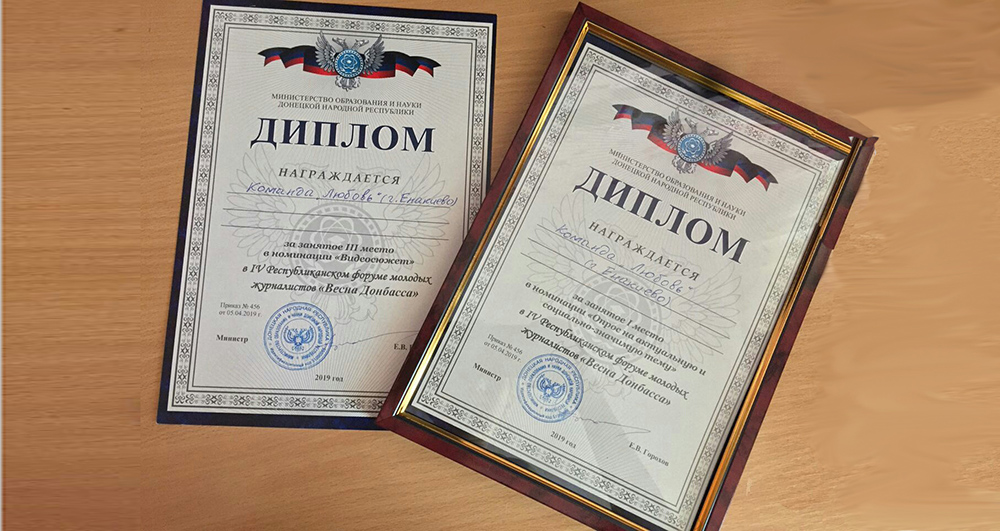 МИНИСТЕРСТВО ОБРАЗОВАНИЯ И НАУКИ
ДОНЕЦКОЙ НАРОДНОЙ РЕСПУБЛИКИ
ДИПЛОМ
НАГРАЖДАЕТСЯ
Команда „Любовь" (г. Енакиево)
за занятое III место
в номинации «Видеосюжет»
в IV Республиканском форуме молодых
журналистов «Весна Донбасса»
Приказ № 456
от 05.04.2019 г.
Министр
Е.В.
2019 год
МИНИСТЕРСТВО ОБРАЗОВАНИЯ И НАУКИ
ДОНЕЦКОЙ НАРОДНОЙ РЕСПУБЛИКИ
ДИПЛОМ
НАГРАЖДАЕТСЯ
Команда „Любовь"
(г. Енакиево)
за занятое I место
в номинации «Опрос на актуальную и
социально-значимую тему»
в IV Республиканском форуме молодых
журналистов «Весна Донбасса»
Приказ № 456
от 05.04.2019 г.
Министр
Е.В. Горохов
2019 год